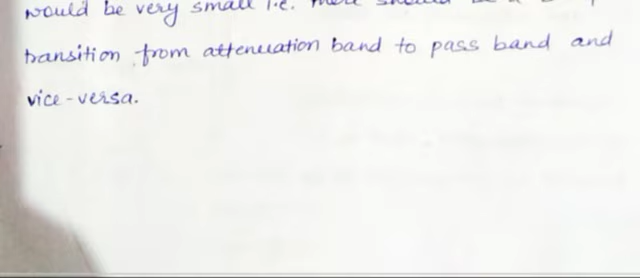 would be very small i.e.
transition from attenuation band to pass band and
vice-versa.